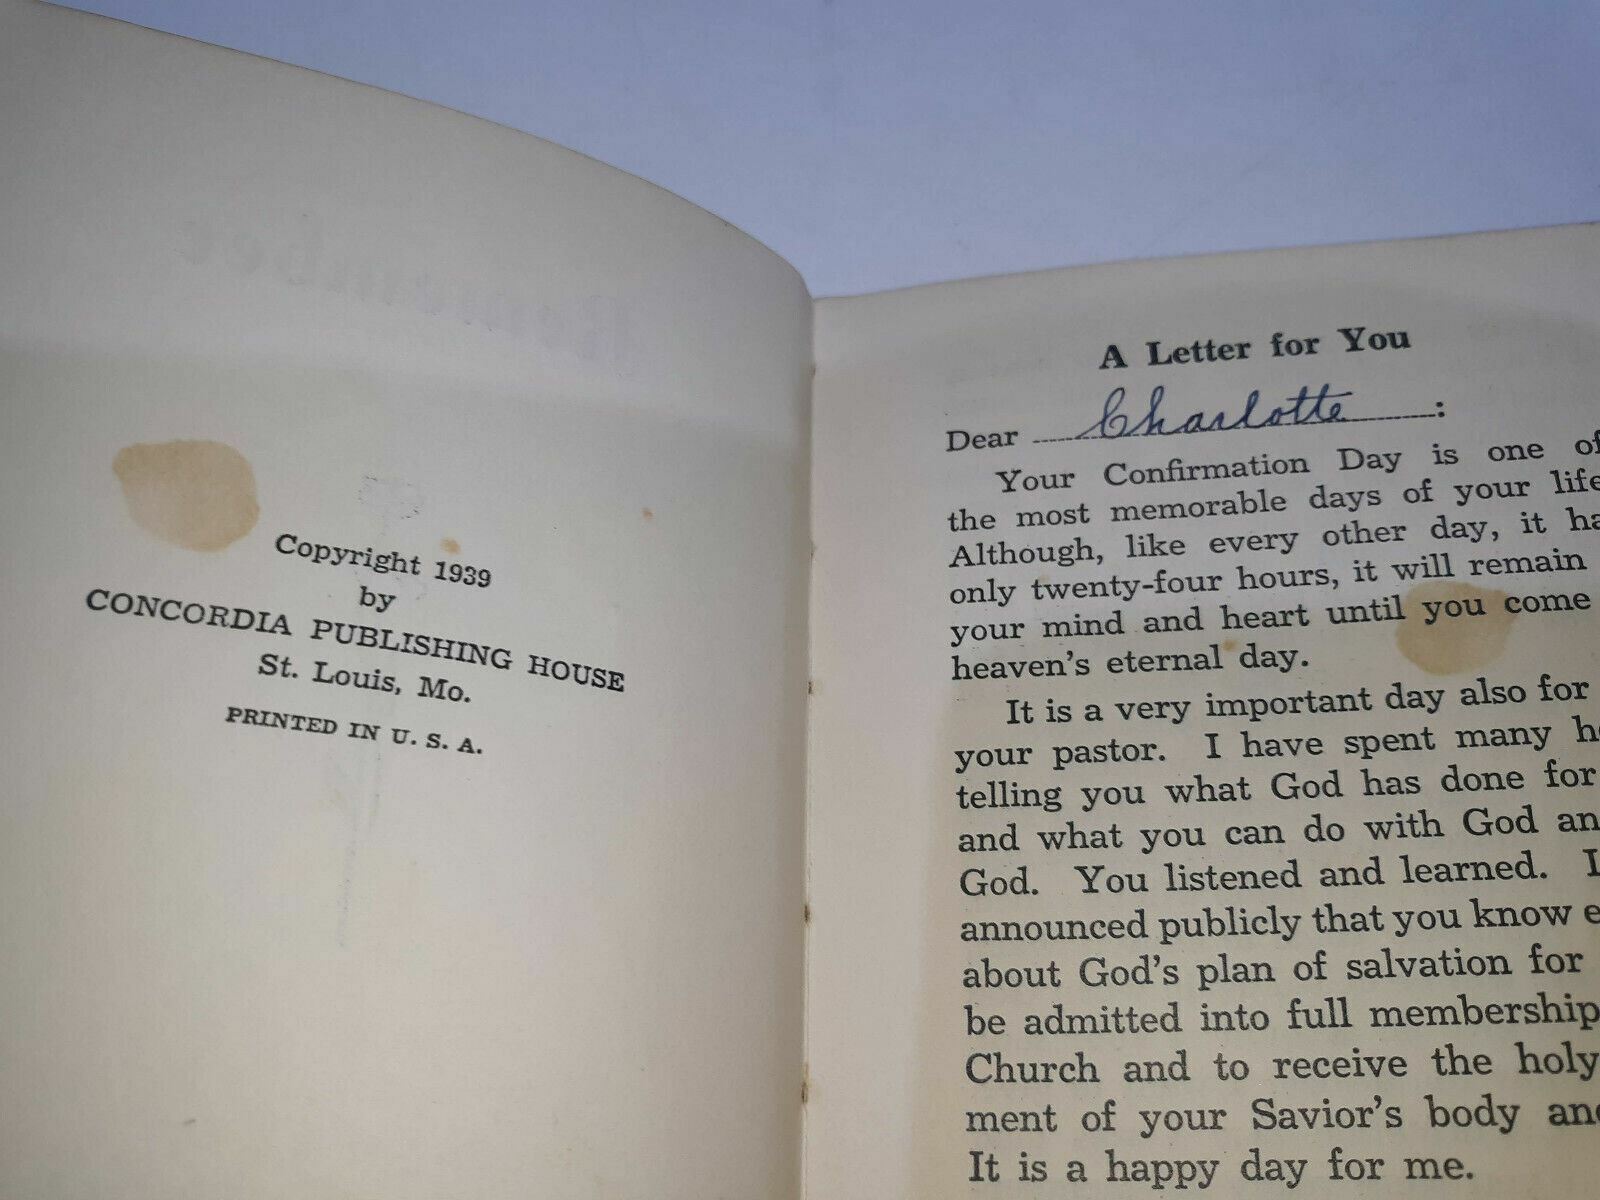 Copyright 1939
by
CONCORDIA PUBLISHING HOUSE
St. Louis, Mo.
PRINTED IN U. S. A.
A Letter for You
Dear Charlotte :
Your Confirmation Day is one of
the most memorable days of your life
Although, like every other day, it ha
only twenty-four hours, it will remain
your mind and heart until you come
heaven's eternal day.
It is a very important day also for
your pastor. I have spent many ho
telling you what God has done for
and what you can do with God an
God. You listened and learned. I
announced publicly that you know e
about God's plan of salvation for
be admitted into full membership
Church and to receive the holy
ment of your Savior's body and
It is a happy day for me.